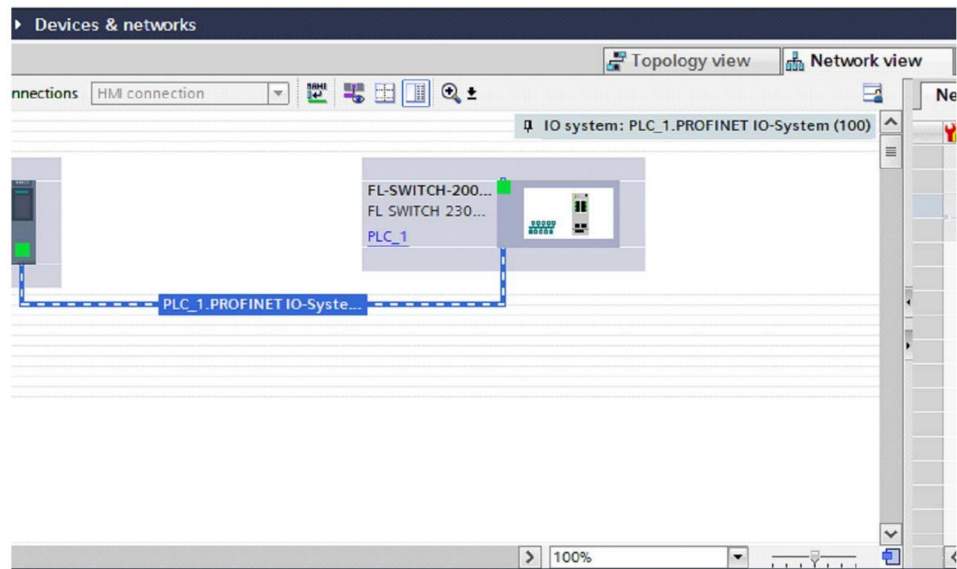 Devices & networks
Topology view
Network view
nnections
HMI connection
Ne
IO system: PLC_1.PROFINET IO-System (100)
FL-SWITCH-200...
FL SWITCH 230...
PLC_1
PLC_1.PROFINET IO-Syste...
100%